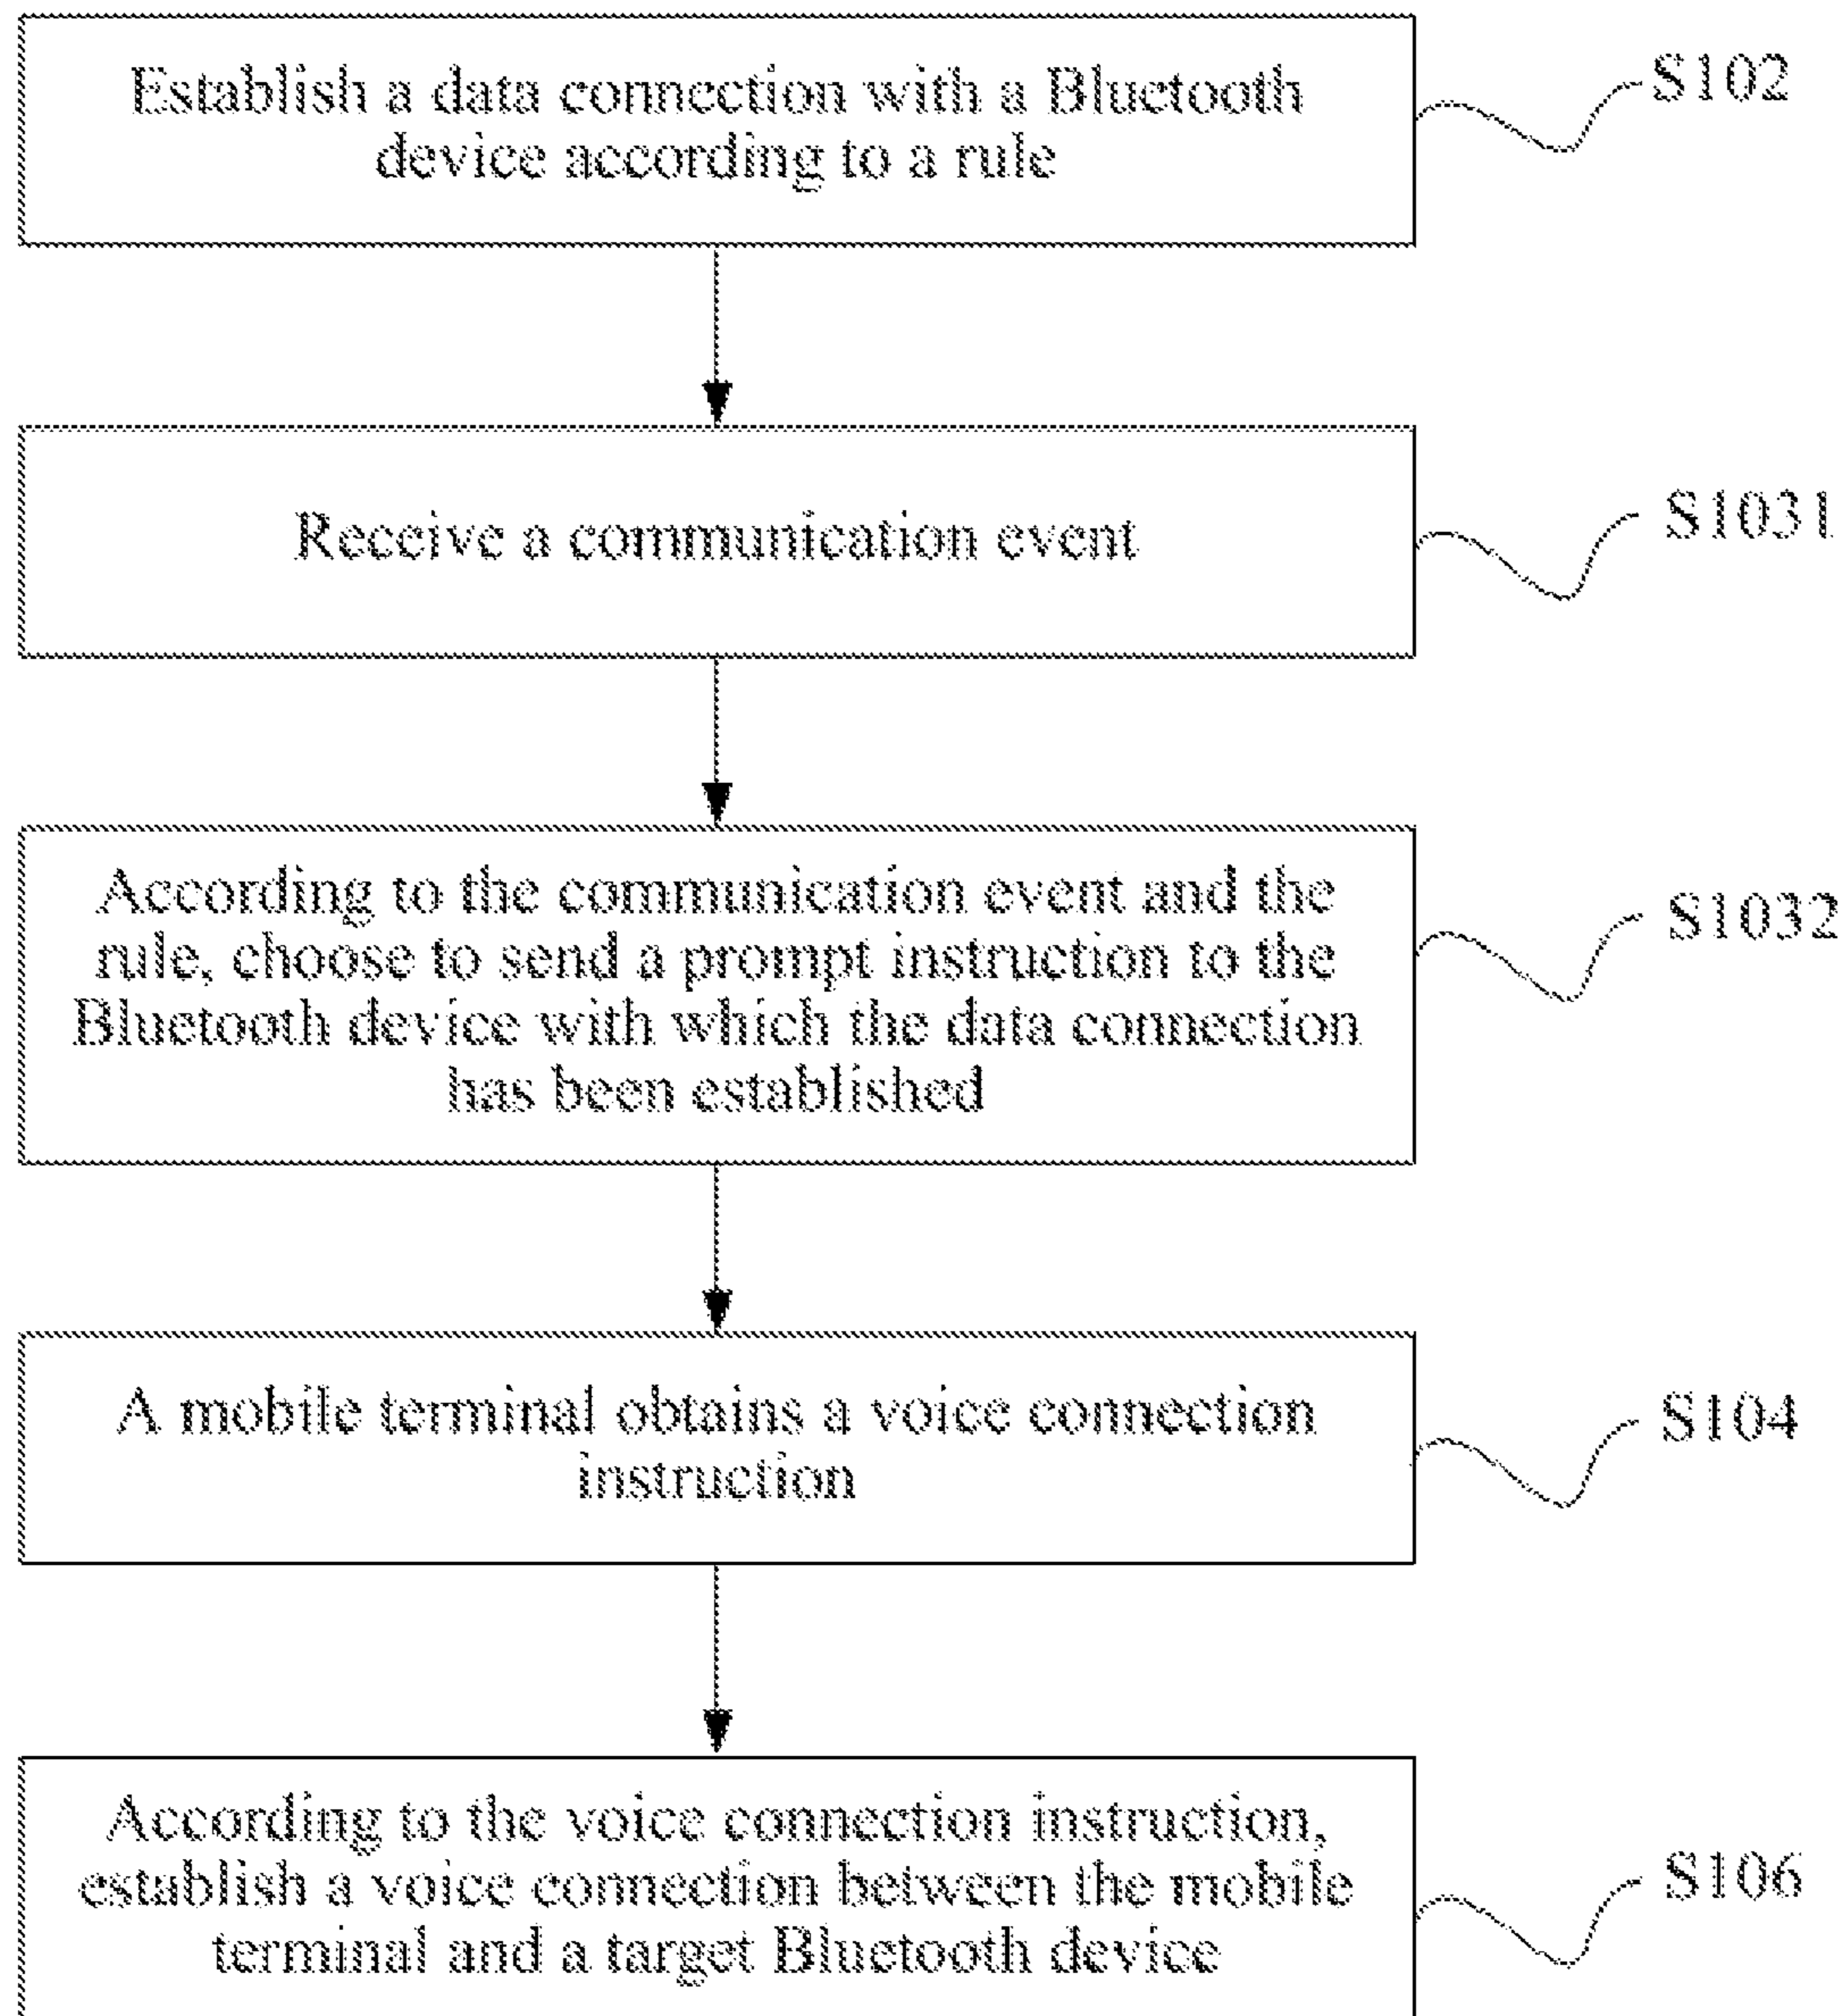 Establish a data connection with a Bluetooth
device according to a rule
S102
Receive a communication event
S1031
According to the communication event and the
rule, choose to send a prompt instruction to the
Bluetooth device with which the data connection
has been established
S1032
A mobile terminal obtains a voice connection
instruction
S104
According to the voice connection instruction,
establish a voice connection between the mobile
terminal and a target Bluetooth device
S106